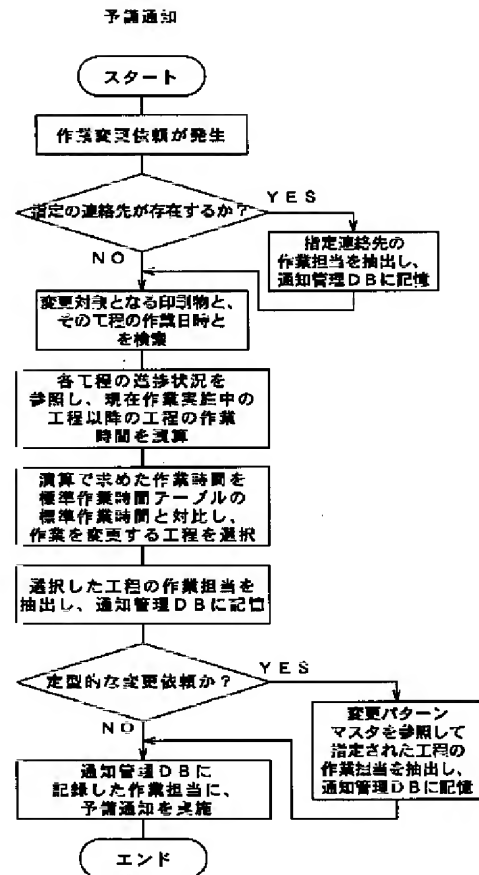 予講通知
スタート
作業変更依頼が発生
指定の連絡先が存在するか？
YES
NO
指定連絡先の
作業担当を抽出し、
通知管理DBに記憶
変更対象となる印刷物と、
その工程の作業日時と
を検索
各工程の進捗状況を
参照し、現在作業実施中の
工程以降の工程の作業
時間を演算
演算で求めた作業時間を
標準作業時間テーブルの
標準作業時間と対比し、
作業を変更する工程を選択
選択した工程の作業担当を
抽出し、通知管理DBに記憶
定型的な変更依頼か？
YES
NO
変更パターン
マスタを参照して
指定された工程の
作業担当を抽出し、
通知管理DBに記憶
通知管理DBに
記録した作業担当に、
予講通知を実施
エンド